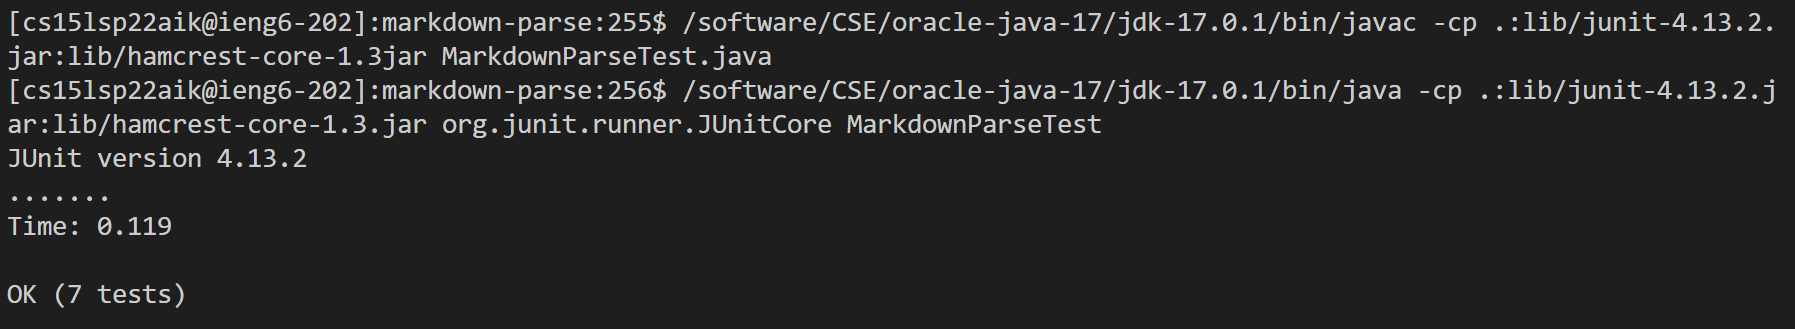 [cs15lsp22aik@ieng6-202]:markdown-parse:255$ /software/CSE/oracle-java-17/jdk-17.0.1/bin/javac -cp .:lib/junit-4.13.2.
jar:lib/hamcrest-core-1.3jar MarkdownParseTest.java
[cs15lsp22aik@ieng6-202]:markdown-parse:256$ /software/CSE/oracle-java-17/jdk-17.0.1/bin/java -cp .:lib/junit-4.13.2.j
ar:lib/hamcrest-core-1.3.jar org.junit.runner.JUnitCore MarkdownParseTest
JUnit version 4.13.2
.......
Time: 0.119
OK (7 tests)